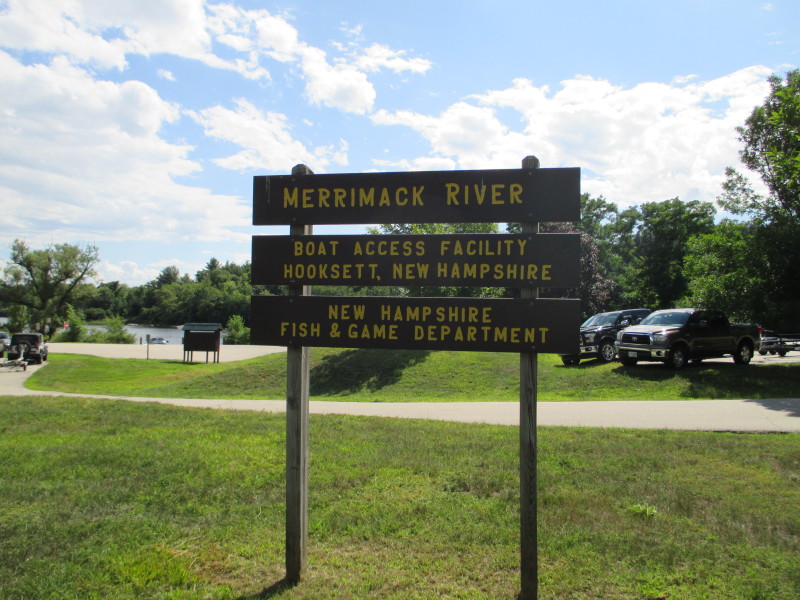 MERRIMACK RIVER
BOAT ACCESS FACILITY
HOOKSETT, NEW HAMPSHIRE
NEW HAMPSHIRE
FISH & GAME DEPARTMENT